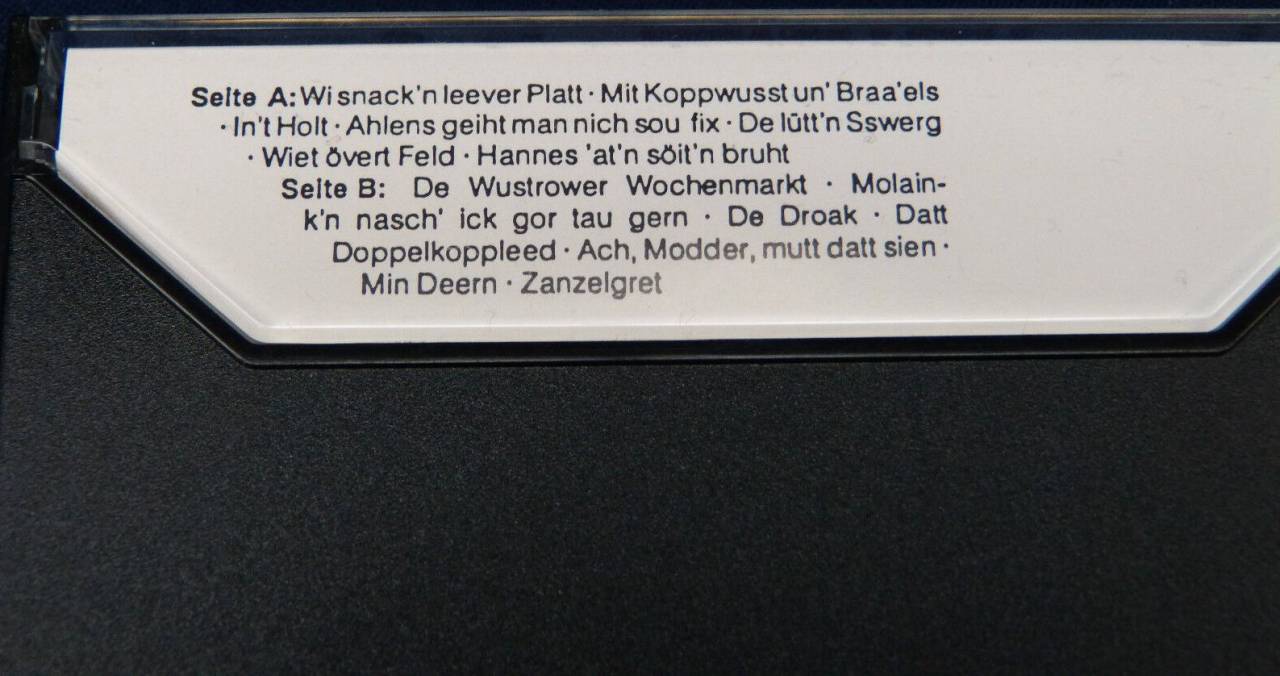 Seite A: Wi snack'n leever Platt · Mit Koppwusst un' Braa'els
· In't Holt · Ahlens geiht man nich sou fix · De lütt'n Sswerg
· Wiet övert Feld · Hannes 'at'n söit'n bruht
Seite B: De Wustrower Wochenmarkt · Molain-
k'n nasch' ick gor tau gern · De Droak · Datt
Doppelkoppleed · Ach, Modder, mutt datt sien ·
Min Deern · Zanzelgret